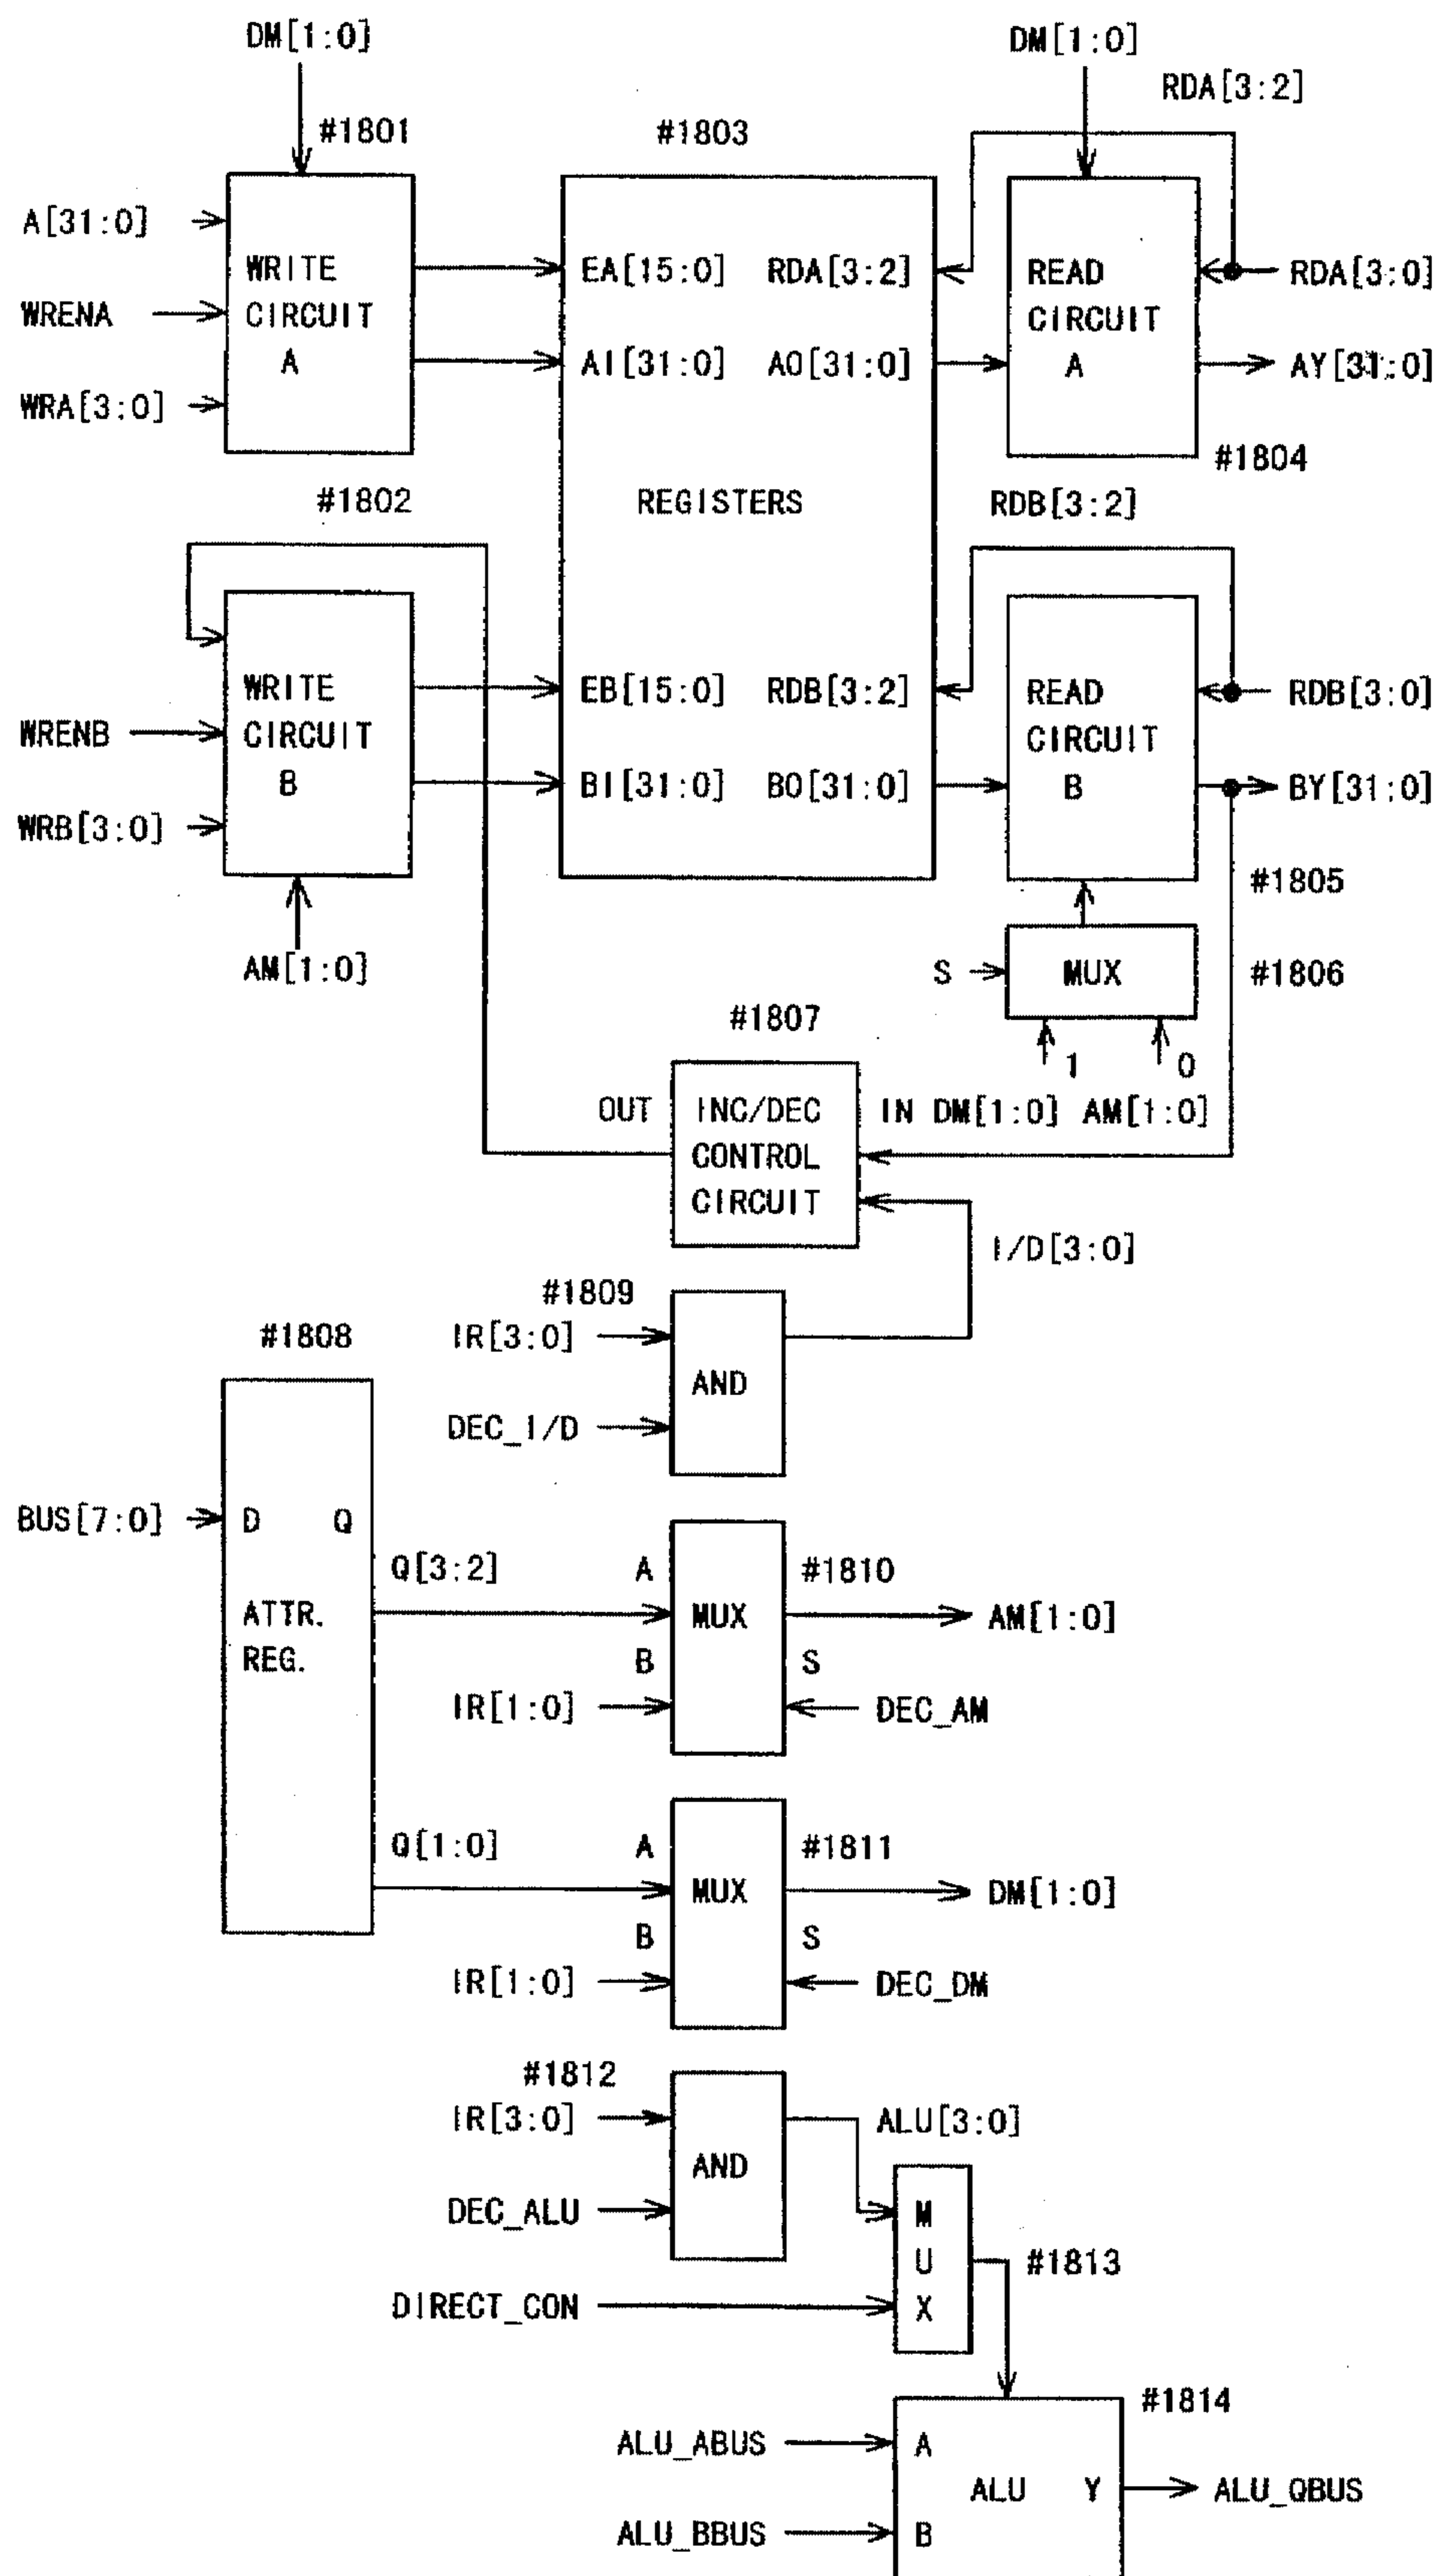 DM[1:0]
DM[1:0]
RDA[3:2]
#1801
#1803
A[31:0]
WRENA
WRA[3:0]
WRITE
CIRCUIT
A
EA[15:0]
RDA[3:2]
AI[31:0]
AO[31:0]
READ
CIRCUIT
A
RDA[3:0]
AY[31:0]
#1804
#1802
REGISTERS
RDB[3:2]
WRENB
WRB[3:0]
WRITE
CIRCUIT
B
EB[15:0]
RDB[3:2]
BI[31:0]
BO[31:0]
READ
CIRCUIT
B
RDB[3:0]
BY[31:0]
#1805
AM[1:0]
S
MUX
#1806
#1807
1
0
OUT
INC/DEC
CONTROL
CIRCUIT
IN DM[1:0] AM[1:0]
I/D[3:0]
#1809
IR[3:0]
AND
DEC_I/D
#1808
BUS[7:0]
D
Q
ATTR.
REG.
Q[3:2]
A
MUX
#1810
AM[1:0]
B
S
IR[1:0]
DEC_AM
Q[1:0]
A
MUX
#1811
DM[1:0]
B
S
IR[1:0]
DEC_DM
#1812
IR[3:0]
AND
ALU[3:0]
DEC_ALU
M
U
X
#1813
DIRECT_CON
#1814
ALU_ABUS
A
ALU
Y
ALU_QBUS
ALU_BBUS
B